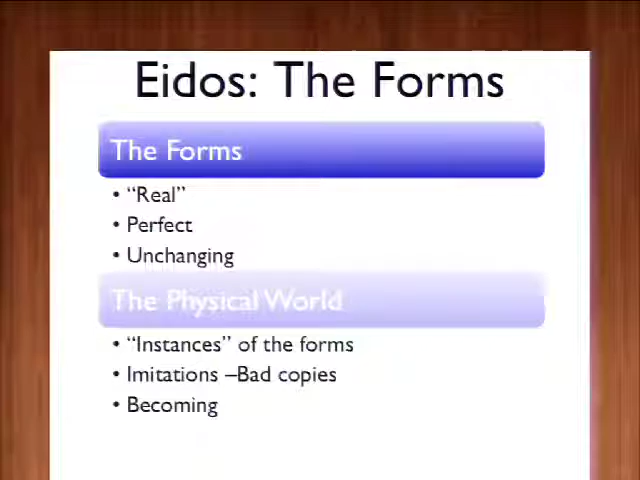 Eidos: The Forms
The Forms
• “Real”
• Perfect
• Unchanging
The Physical World
• “Instances” of the forms
• Imitations –Bad copies
• Becoming